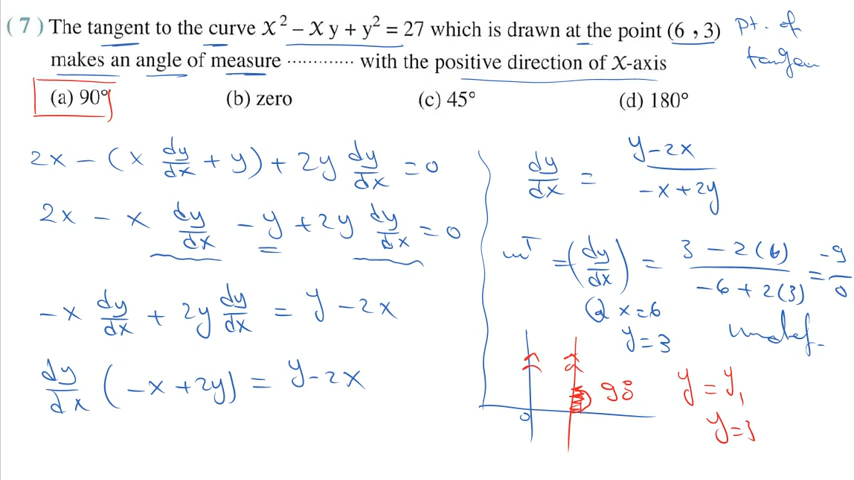 (7) The tangent to the curve X² – X y + y² = 27 which is drawn at the point (6 , 3)
makes an angle of measure ............. with the positive direction of X-axis
(a) 90° (b) zero (c) 45° (d) 180°
pt. of
tangen
2x - (x dy/dx + y) + 2y dy/dx = 0
2x - x dy/dx - y + 2y dy/dx = 0
-x dy/dx + 2y dy/dx = y - 2x
dy/dx (-x + 2y) = y - 2x
dy/dx = y - 2x / -x + 2y
m^T = (dy/dx) = 3 - 2(6) / -6 + 2(3) = -9/0
@ x = 6
y = 3
undef.
0
90
y = y₁
y = 3